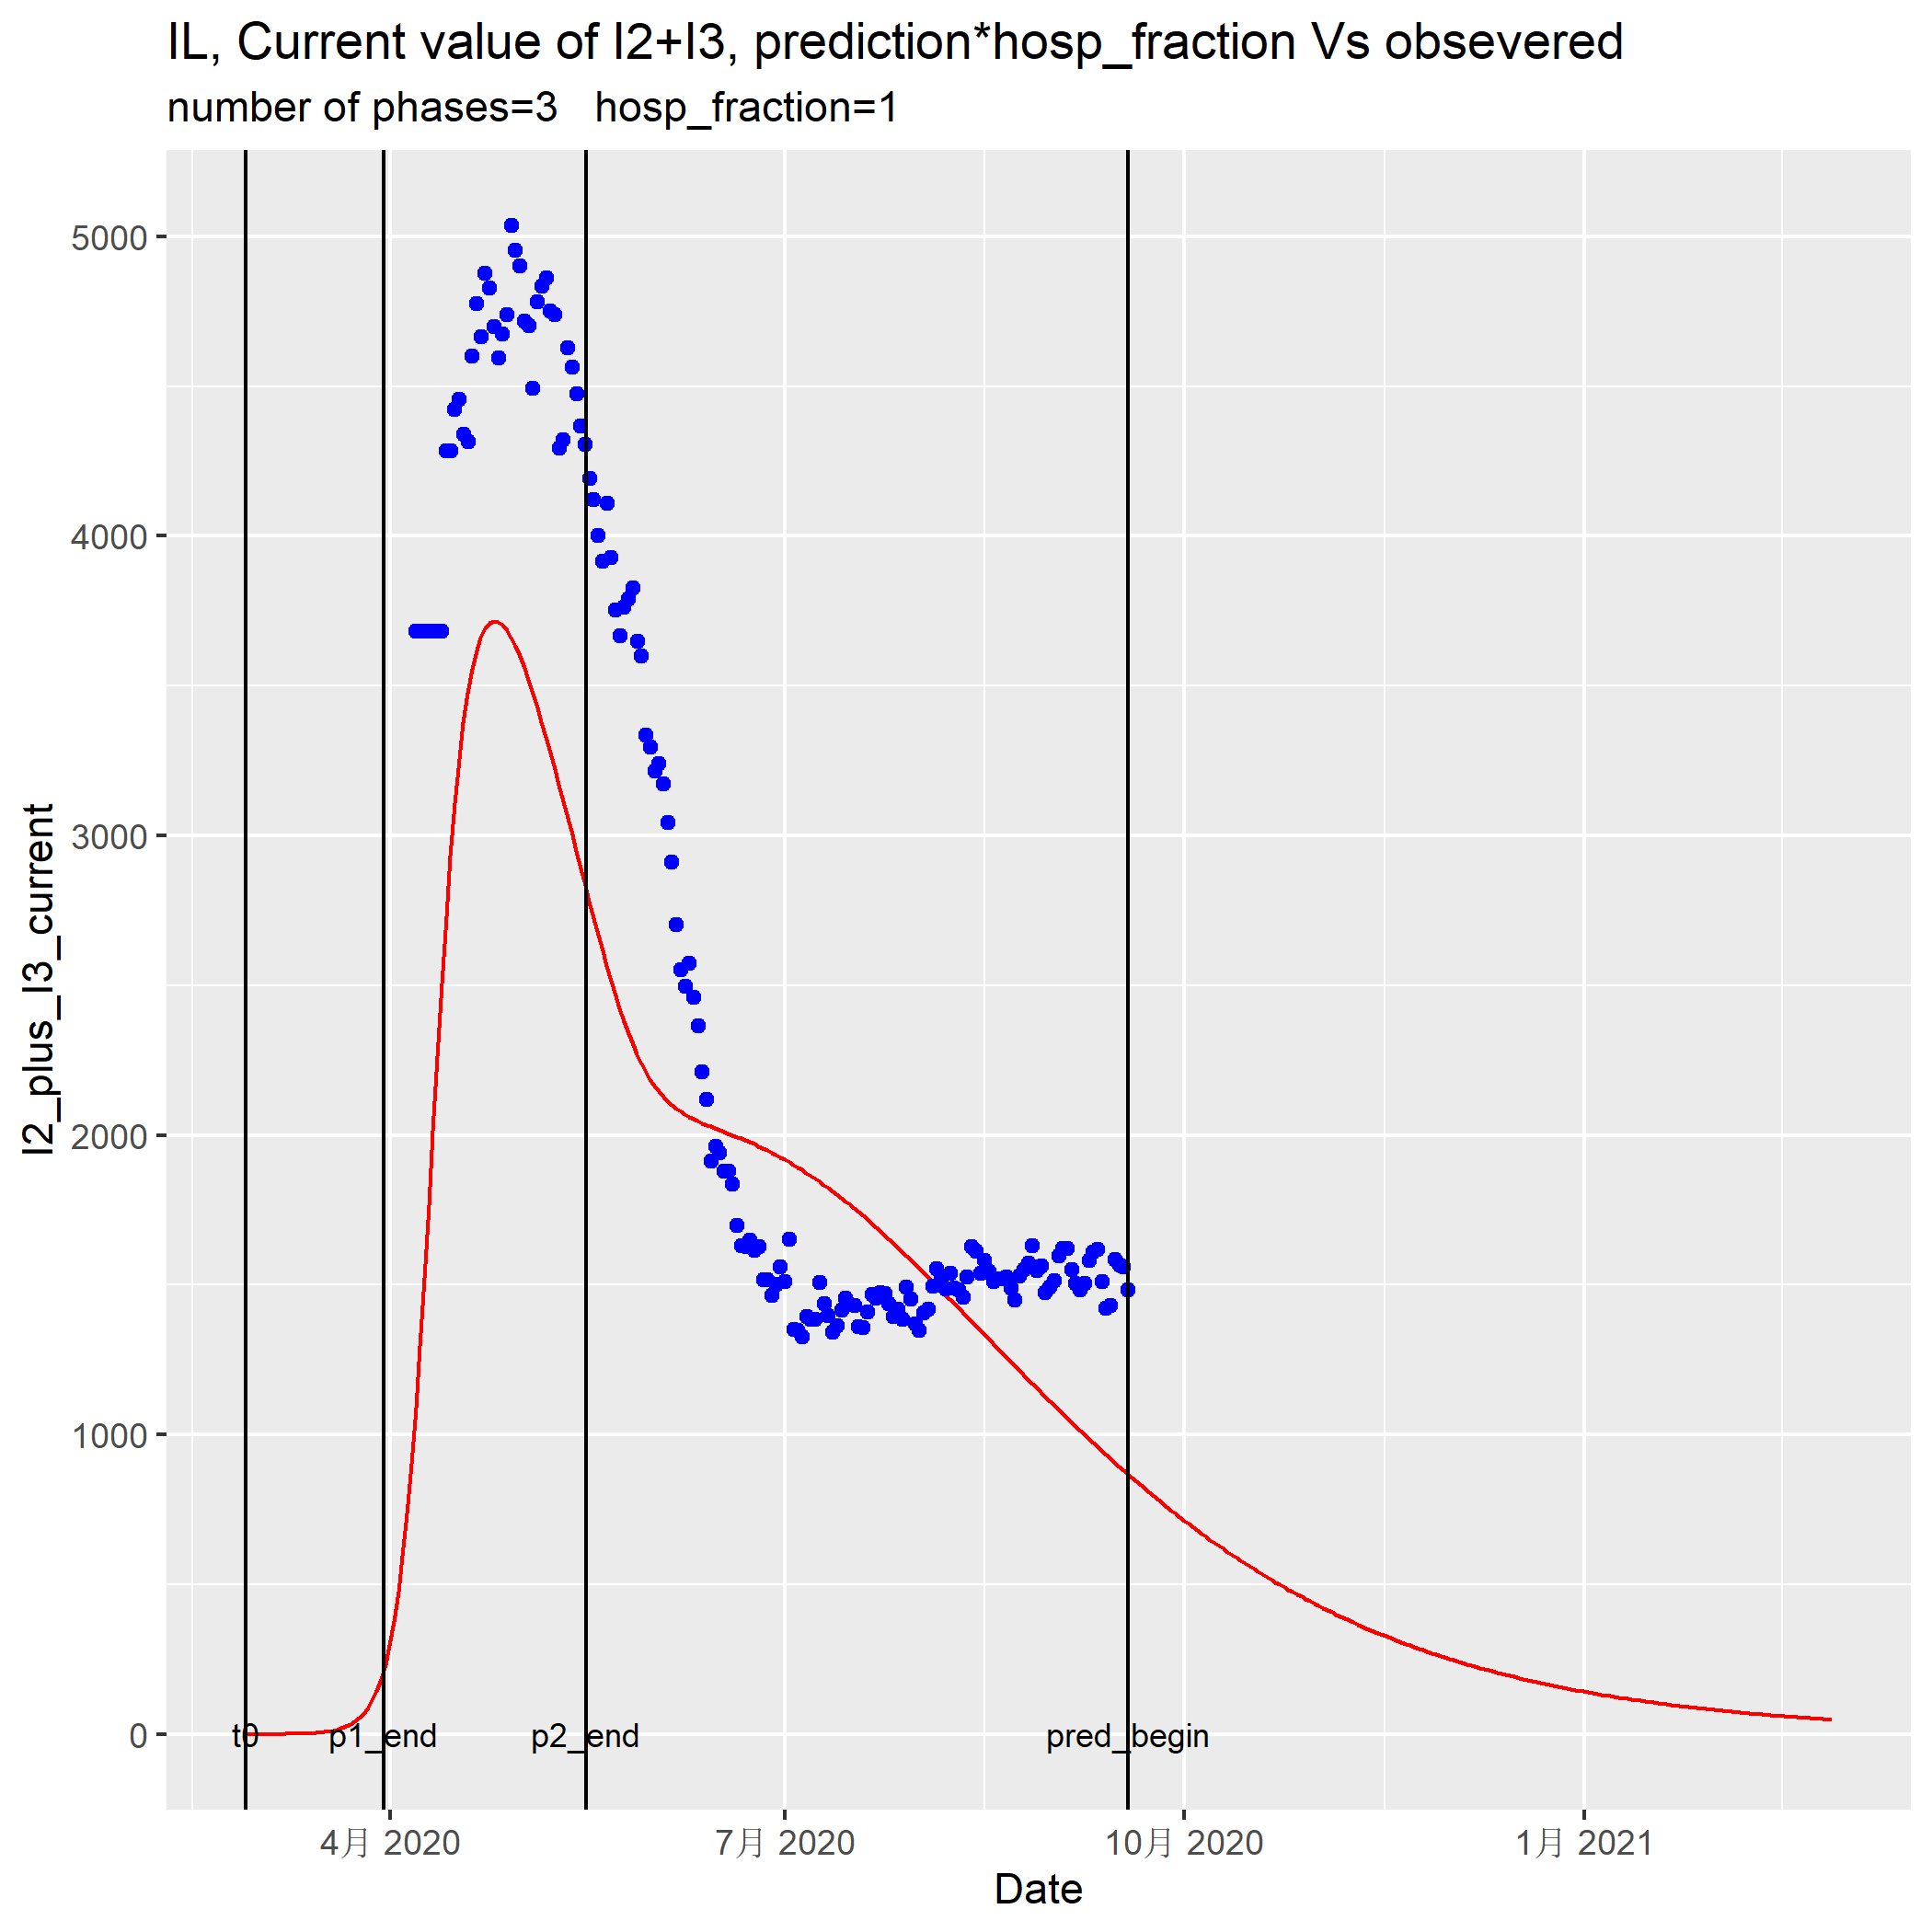 IL, Current value of I2+I3, prediction*hosp_fraction Vs obsevered
number of phases=3   hosp_fraction=1
I2_plus_I3_current
5000
4000
3000
2000
1000
0
t0 p1_end p2_end pred_begin
4月 2020 7月 2020 10月 2020 1月 2021
Date